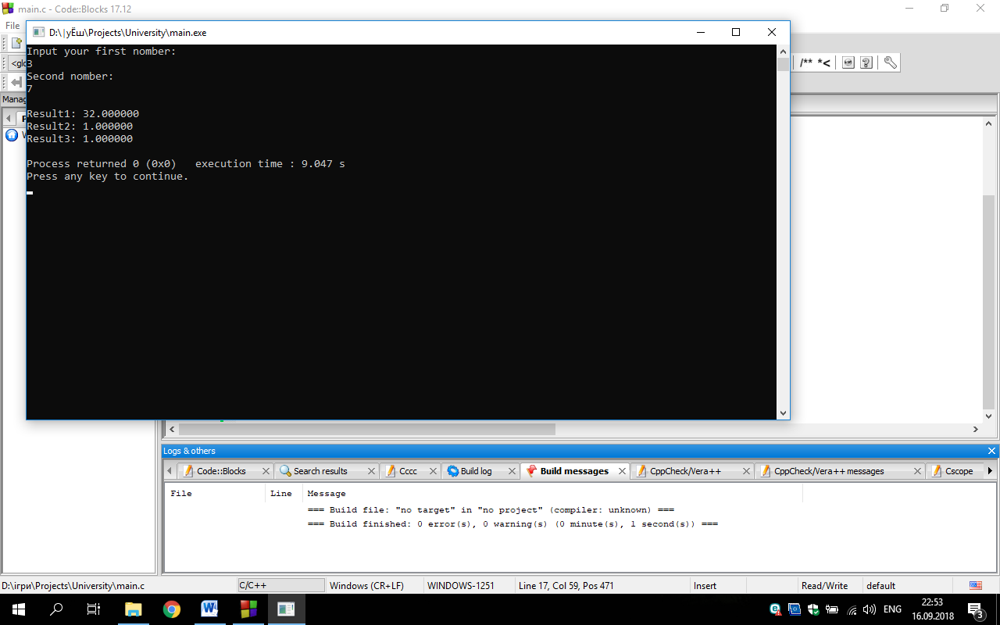 main.c - Code::Blocks 17.12
File
D:\|уЁш\Projects\University\main.exe
Input your first nomber:
3
Second nomber:
7
Result1: 32.000000
Result2: 1.000000
Result3: 1.000000
Process returned 0 (0x0)   execution time : 9.047 s
Press any key to continue.
<glo
/** *<
Manag
P
W
Logs & others
Code::Blocks
Search results
Cccc
Build log
Build messages
CppCheck/Vera++
CppCheck/Vera++ messages
Cscope
File Line Message
=== Build file: "no target" in "no project" (compiler: unknown) ===
=== Build finished: 0 error(s), 0 warning(s) (0 minute(s), 1 second(s)) ===
D:\ігри\Projects\University\main.c C/C++ Windows (CR+LF) WINDOWS-1251 Line 17, Col 59, Pos 471 Insert Read/Write default
ENG
22:53
16.09.2018
3